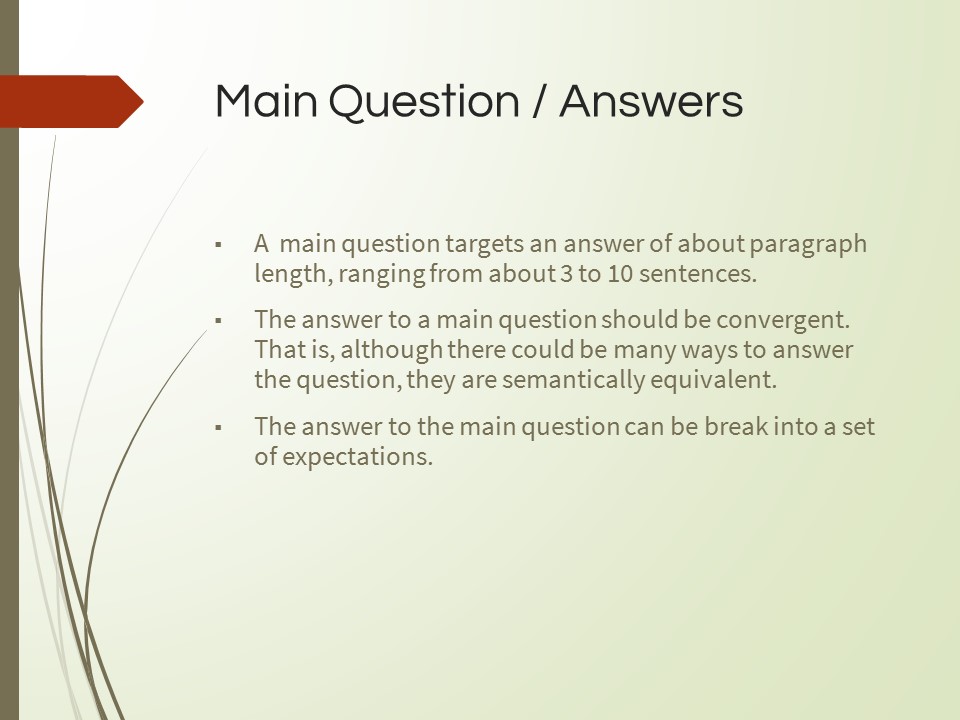 Main Question / Answers
▪ A main question targets an answer of about paragraph
length, ranging from about 3 to 10 sentences.
▪ The answer to a main question should be convergent.
That is, although there could be many ways to answer
the question, they are semantically equivalent.
▪ The answer to the main question can be break into a set
of expectations.